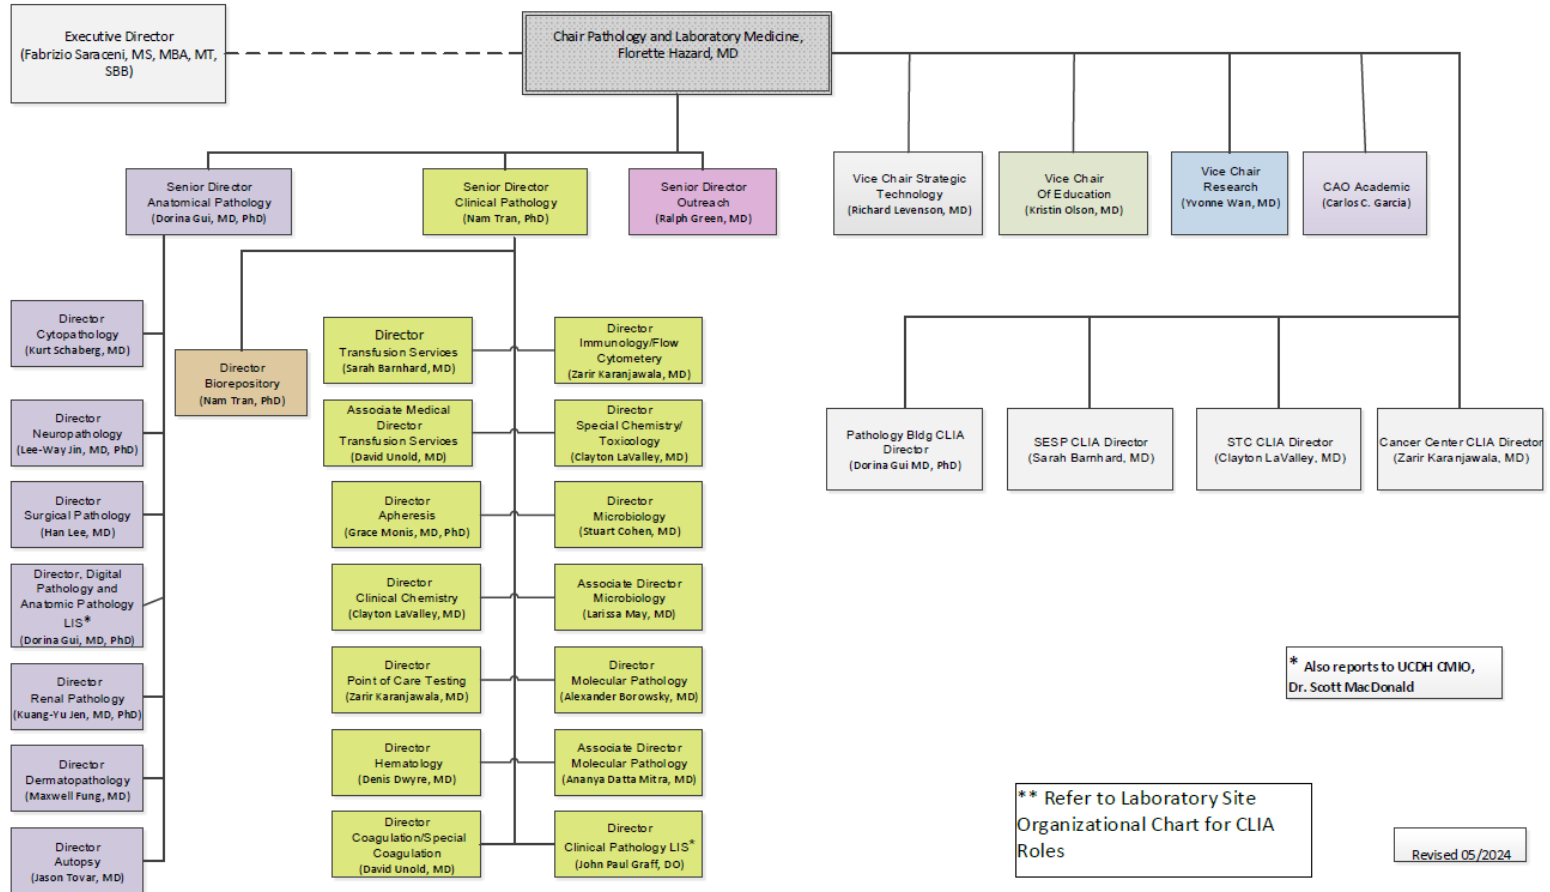 Executive Director
(Fabrizio Saraceni, MS, MBA, MT,
SBB)
Chair Pathology and Laboratory Medicine,
Florette Hazard, MD
Senior Director
Anatomical Pathology
(Dorina Gui, MD, PhD)
Senior Director
Clinical Pathology
(Nam Tran, PhD)
Senior Director
Outreach
(Ralph Green, MD)
Vice Chair Strategic
Technology
(Richard Levenson, MD)
Vice Chair
Of Education
(Kristin Olson, MD)
Vice Chair
Research
(Yvonne Wan, MD)
CAO Academic
(Carlos C. Garcia)
Director
Cytopathology
(Kurt Schaberg, MD)
Director
Neuropathology
(Lee-Way Jin, MD, PhD)
Director
Surgical Pathology
(Han Lee, MD)
Director, Digital
Pathology and
Anatomic Pathology
LIS*
(Dorina Gui, MD, PhD)
Director
Renal Pathology
(Kuang-Yu Jen, MD, PhD)
Director
Dermatopathology
(Maxwell Fung, MD)
Director
Autopsy
(Jason Tovar, MD)
Director
Biorepository
(Nam Tran, PhD)
Director
Transfusion Services
(Sarah Barnhard, MD)
Associate Medical
Director
Transfusion Services
(David Unold, MD)
Director
Apheresis
(Grace Monis, MD, PhD)
Director
Clinical Chemistry
(Clayton LaValley, MD)
Director
Point of Care Testing
(Zarir Karanjawala, MD)
Director
Hematology
(Denis Dwyre, MD)
Director
Coagulation/Special
Coagulation
(David Unold, MD)
Director
Immunology/Flow
Cytometery
(Zarir Karanjawala, MD)
Director
Special Chemistry/
Toxicology
(Clayton LaValley, MD)
Director
Microbiology
(Stuart Cohen, MD)
Associate Director
Microbiology
(Larissa May, MD)
Director
Molecular Pathology
(Alexander Borowsky, MD)
Associate Director
Molecular Pathology
(Ananya Datta Mitra, MD)
Director
Clinical Pathology LIS*
(John Paul Graff, DO)
Pathology Bldg CLIA
Director
(Dorina Gui MD, PhD)
SESP CLIA Director
(Sarah Barnhard, MD)
STC CLIA Director
(Clayton LaValley, MD)
Cancer Center CLIA Director
(Zarir Karanjawala, MD)
* Also reports to UCDH CMIO,
Dr. Scott MacDonald
** Refer to Laboratory Site
Organizational Chart for CLIA
Roles
Revised 05/2024